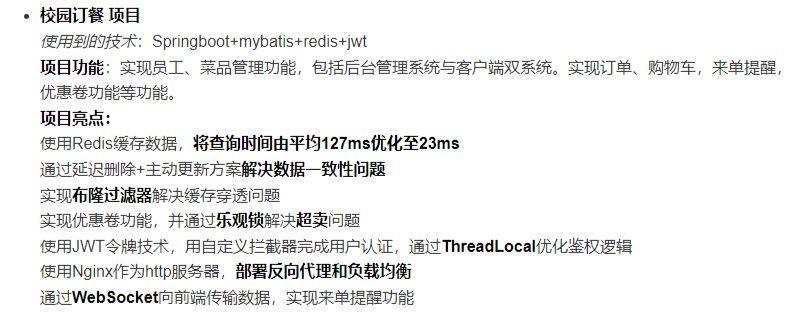 校园订餐 项目
使用到的技术：Springboot+mybatis+redis+jwt
项目功能：实现员工、菜品管理功能，包括后台管理系统与客户端双系统。实现订单、购物车，来单提醒，
优惠卷功能等功能。
项目亮点：
使用Redis缓存数据，将查询时间由平均127ms优化至23ms
通过延迟删除+主动更新方案解决数据一致性问题
实现布隆过滤器解决缓存穿透问题
实现优惠卷功能，并通过乐观锁解决超卖问题
使用JWT令牌技术，用自定义拦截器完成用户认证，通过ThreadLocal优化鉴权逻辑
使用Nginx作为http服务器，部署反向代理和负载均衡
通过WebSocket向前端传输数据，实现来单提醒功能